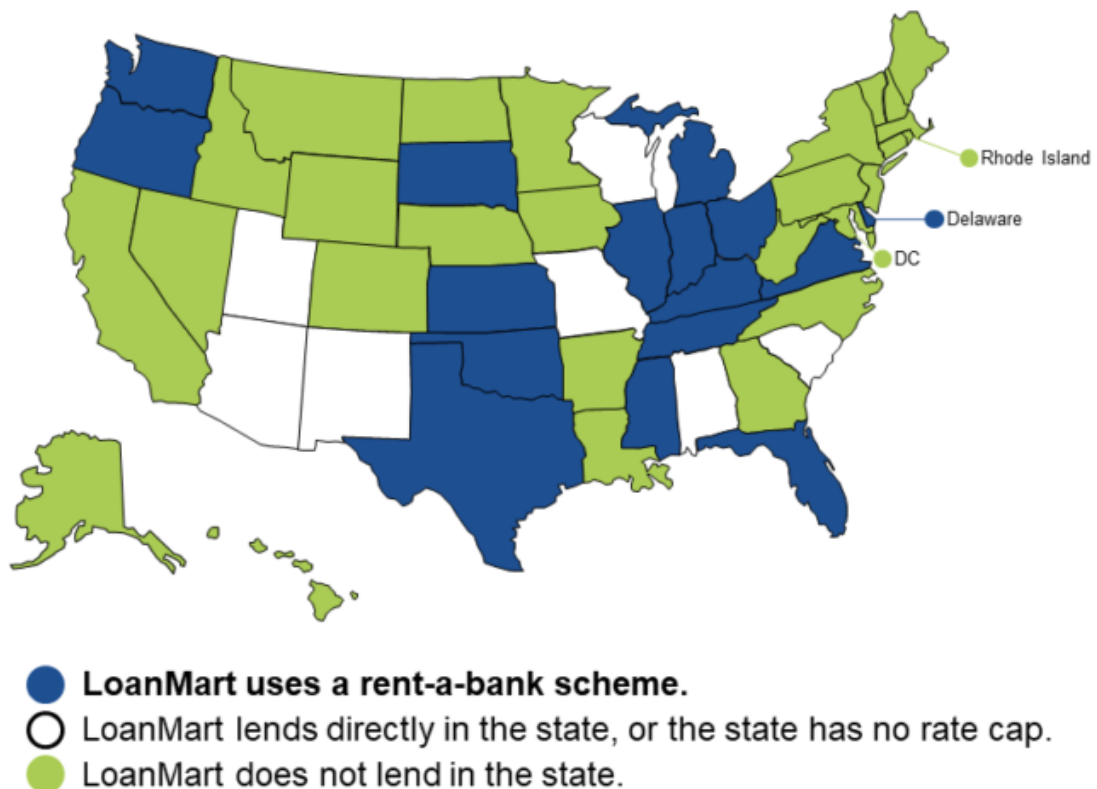 Rhode Island
Delaware
DC
LoanMart uses a rent-a-bank scheme.
LoanMart lends directly in the state, or the state has no rate cap.
LoanMart does not lend in the state.